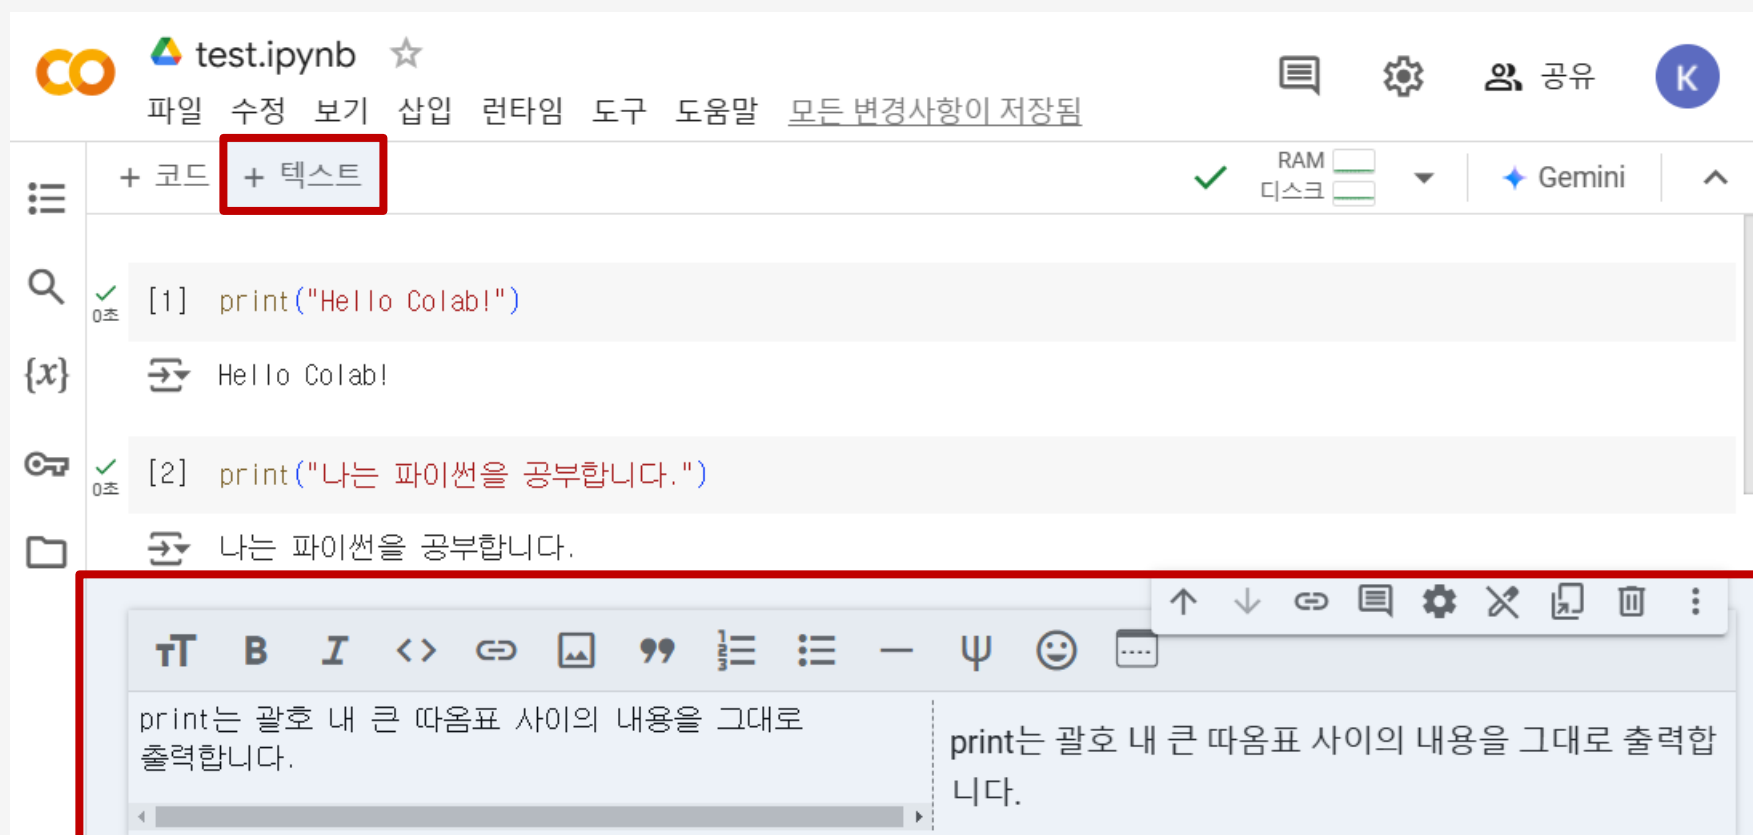 test.ipynb
파일 수정 보기 삽입 런타임 도구 도움말 모든 변경사항이 저장됨
공유
K
+ 코드 + 텍스트
RAM
디스크
Gemini
[1] print("Hello Colab!")
0초
Hello Colab!
{x}
[2] print("나는 파이썬을 공부합니다.")
0초
나는 파이썬을 공부합니다.
print는 괄호 내 큰 따옴표 사이의 내용을 그대로
출력합니다.
print는 괄호 내 큰 따옴표 사이의 내용을 그대로 출력합
니다.